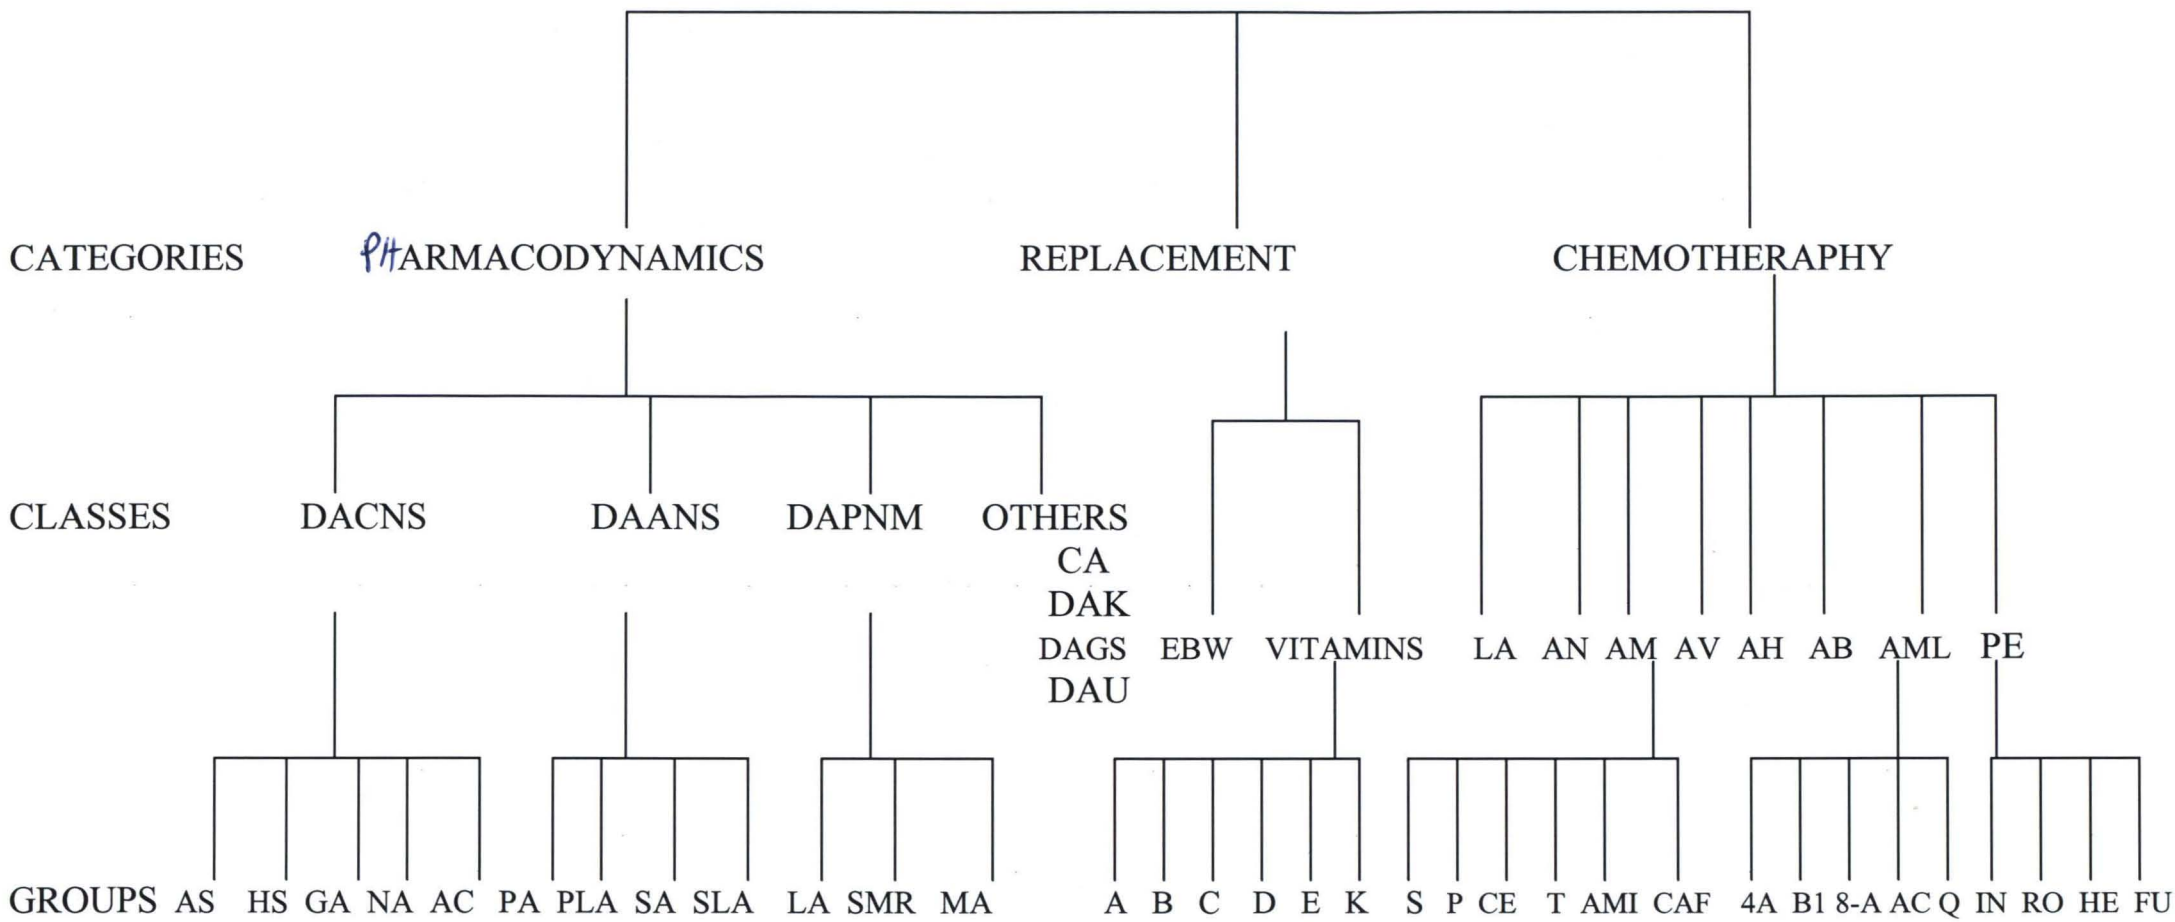 CATEGORIES PHARMACODYNAMICS REPLACEMENT CHEMOTHERAPHY
CLASSES DACNS DAANS DAPNM OTHERS
CA
DAK
DAGS EBW VITAMINS LA AN AM AV AH AB AML PE
DAU
GROUPS AS HS GA NA AC PA PLA SA SLA LA SMR MA A B C D E K S P CE T AMI CAF 4A B1 8-A AC Q IN RO HE FU